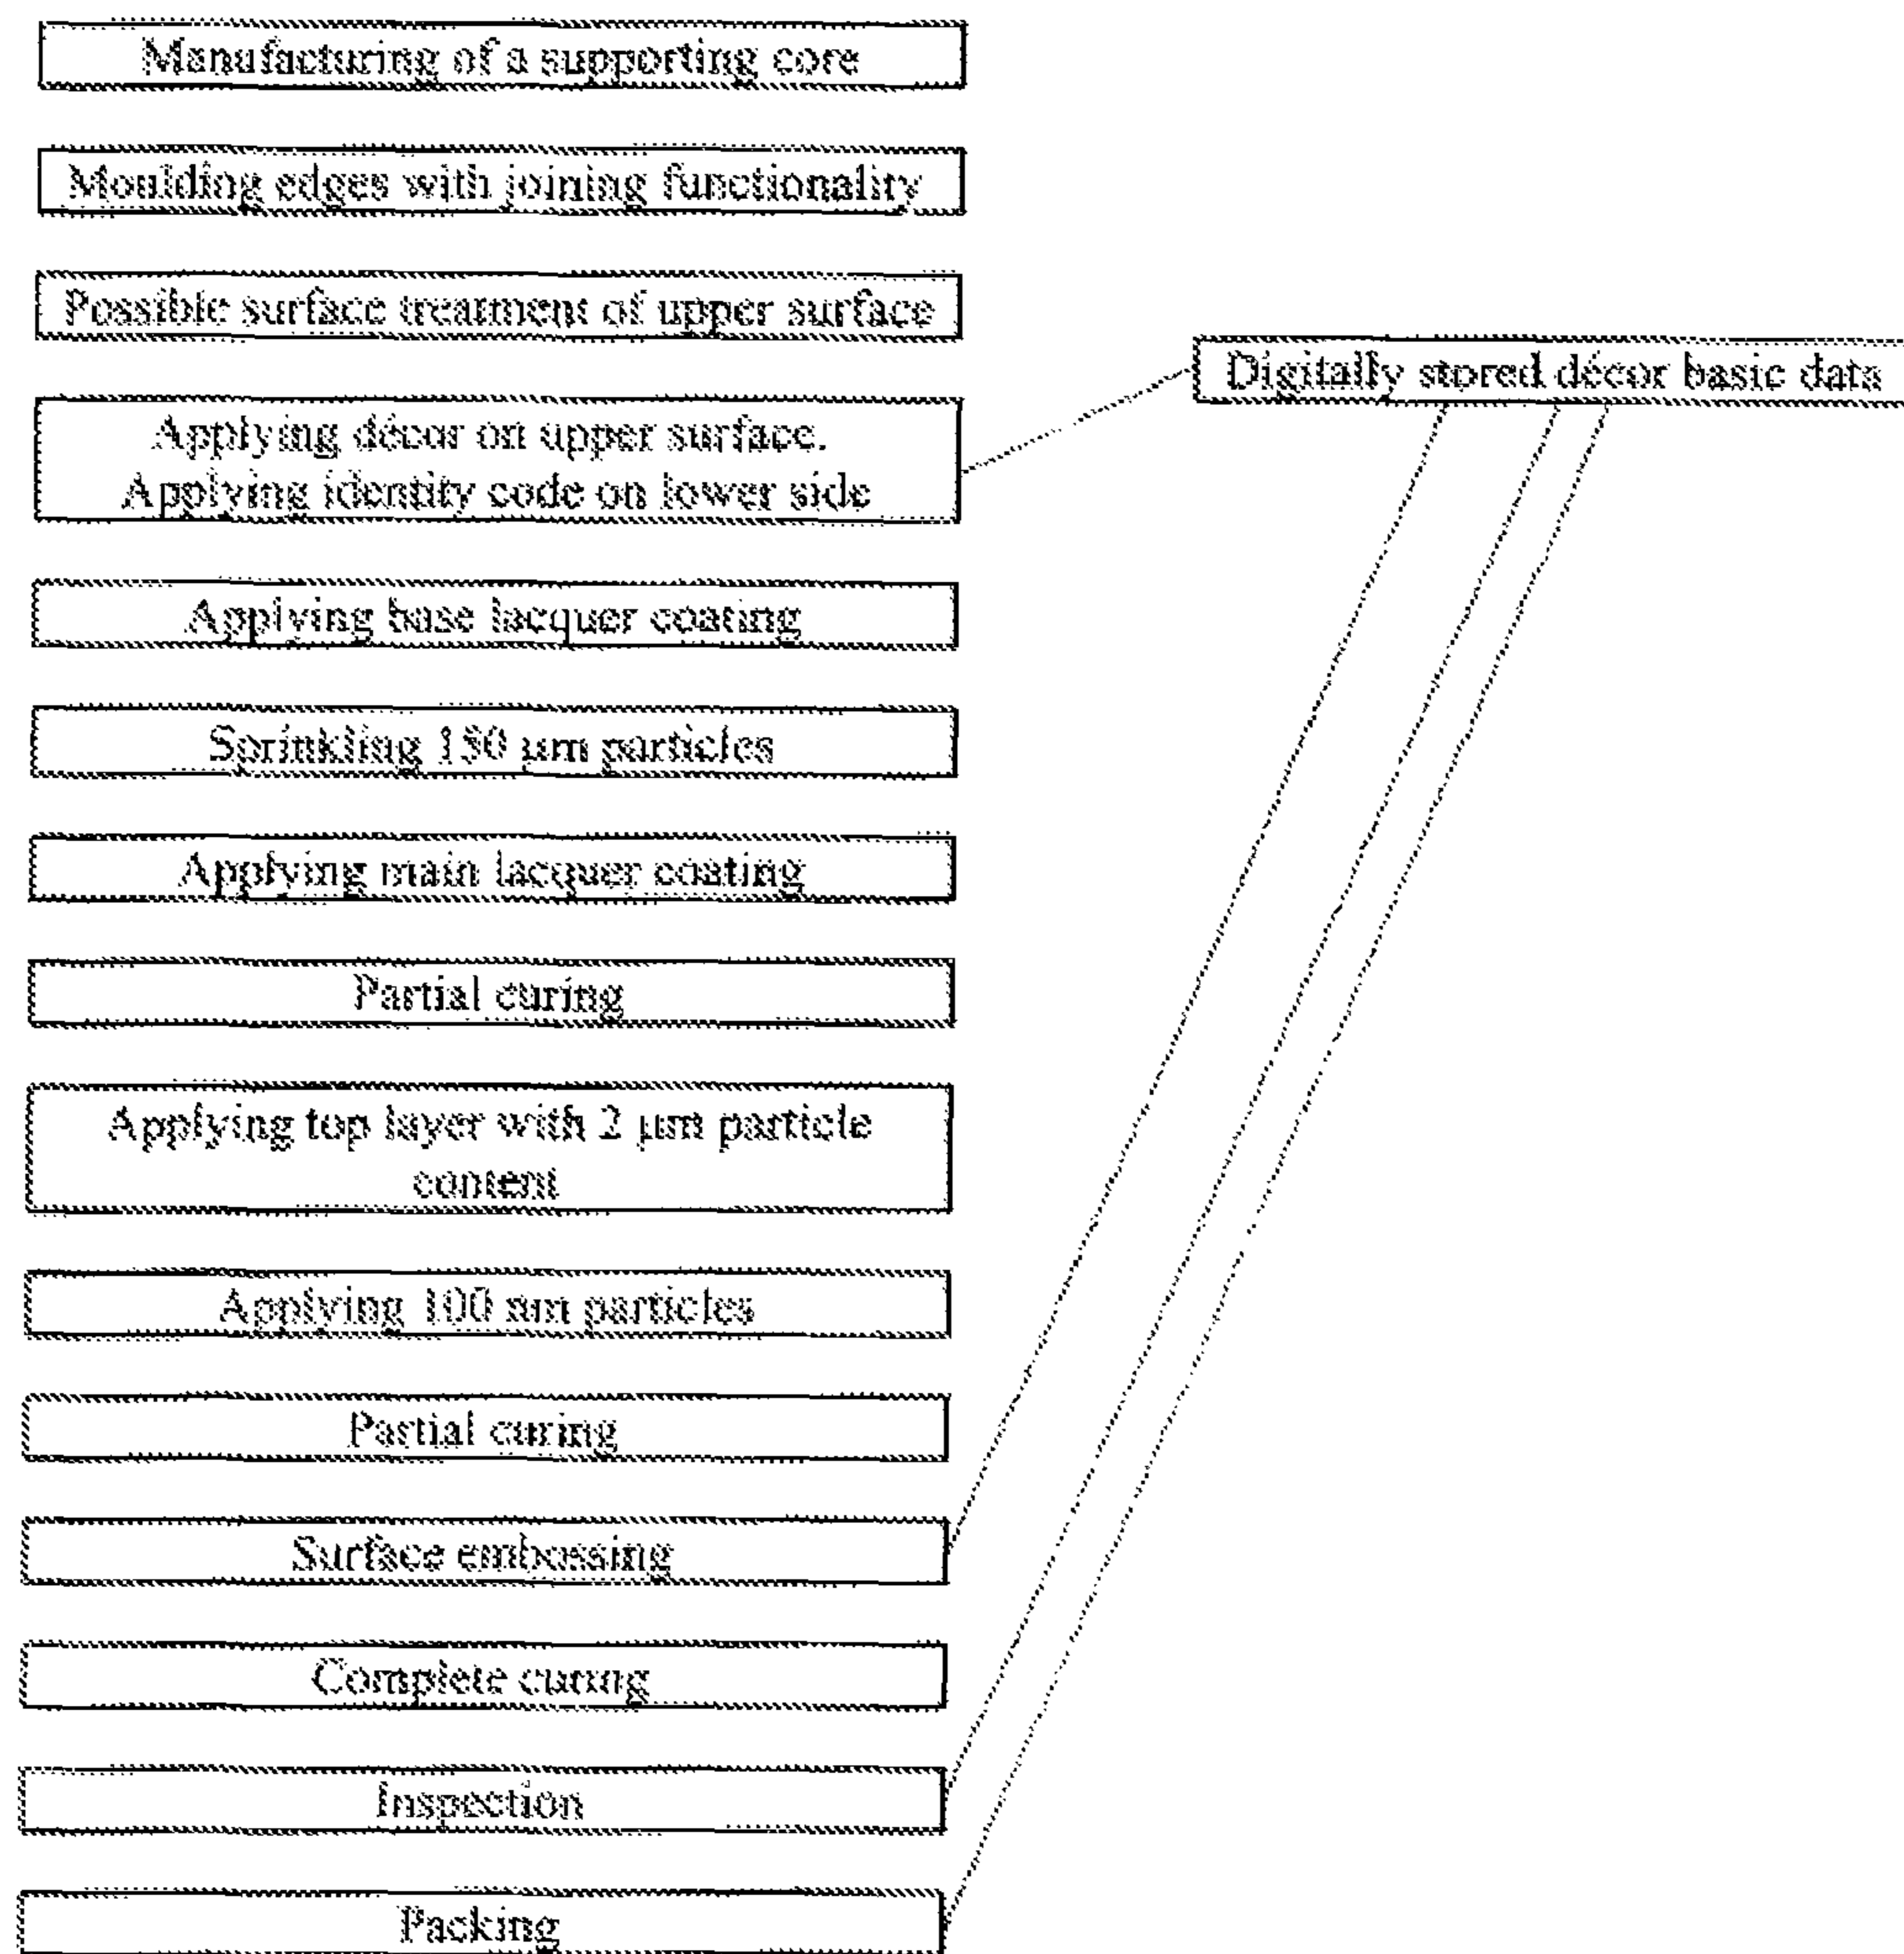 Manufacturing of a supporting core
Moulding edges with joining functionality
Possible surface treatment of upper surface
Digitally stored décor basic data
Applying décor on upper surface.
Applying identity code on lower side
Applying base lacquer coating
Sprinkling 150 µm particles
Applying main lacquer coating
Partial curing
Applying top layer with 2 µm particle
content
Applying 100 nm particles
Partial curing
Surface embossing
Complete curing
Inspection
Packing